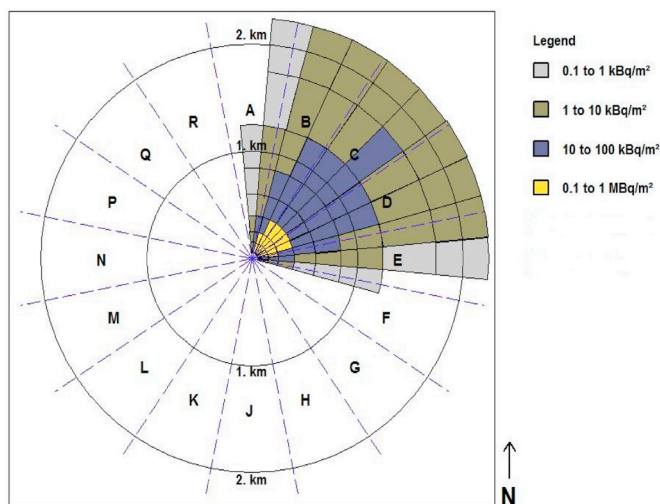 2. km
Legend
0.1 to 1 kBq/m²
1 to 10 kBq/m²
10 to 100 kBq/m²
0.1 to 1 MBq/m²
R
A
B
1. km
Q
C
P
D
N
E
M
F
L
G
K
1. km
J
H
2. km
N